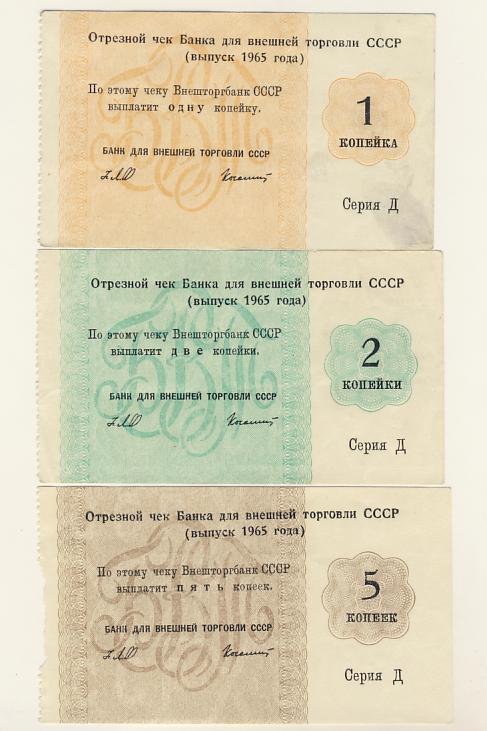 Отрезной чек Банка для внешней торговли СССР
(выпуск 1965 года)
По этому чеку Внешторгбанк СССР
выплатит одну копейку.
1
КОПЕЙКА
БАНК ДЛЯ ВНЕШНЕЙ ТОРГОВЛИ СССР
Серия Д
Отрезной чек Банка для внешней торговли СССР
(выпуск 1965 года)
По этому чеку Внешторгбанк СССР
выплатит две копейки.
2
КОПЕЙКИ
БАНК ДЛЯ ВНЕШНЕЙ ТОРГОВЛИ СССР
Серия Д
Отрезной чек Банка для внешней торговли СССР
(выпуск 1965 года)
По этому чеку Внешторгбанк СССР
выплатит пять копеек.
5
КОПЕЕК
БАНК ДЛЯ ВНЕШНЕЙ ТОРГОВЛИ СССР
Серия Д